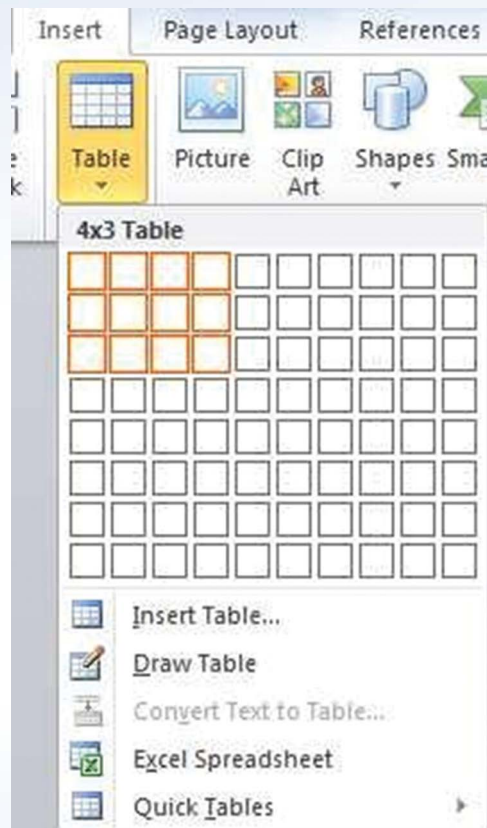 Insert Page Layout References
Table Picture Clip Art Shapes Sma
4x3 Table
Insert Table...
Draw Table
Convert Text to Table...
Excel Spreadsheet
Quick Tables